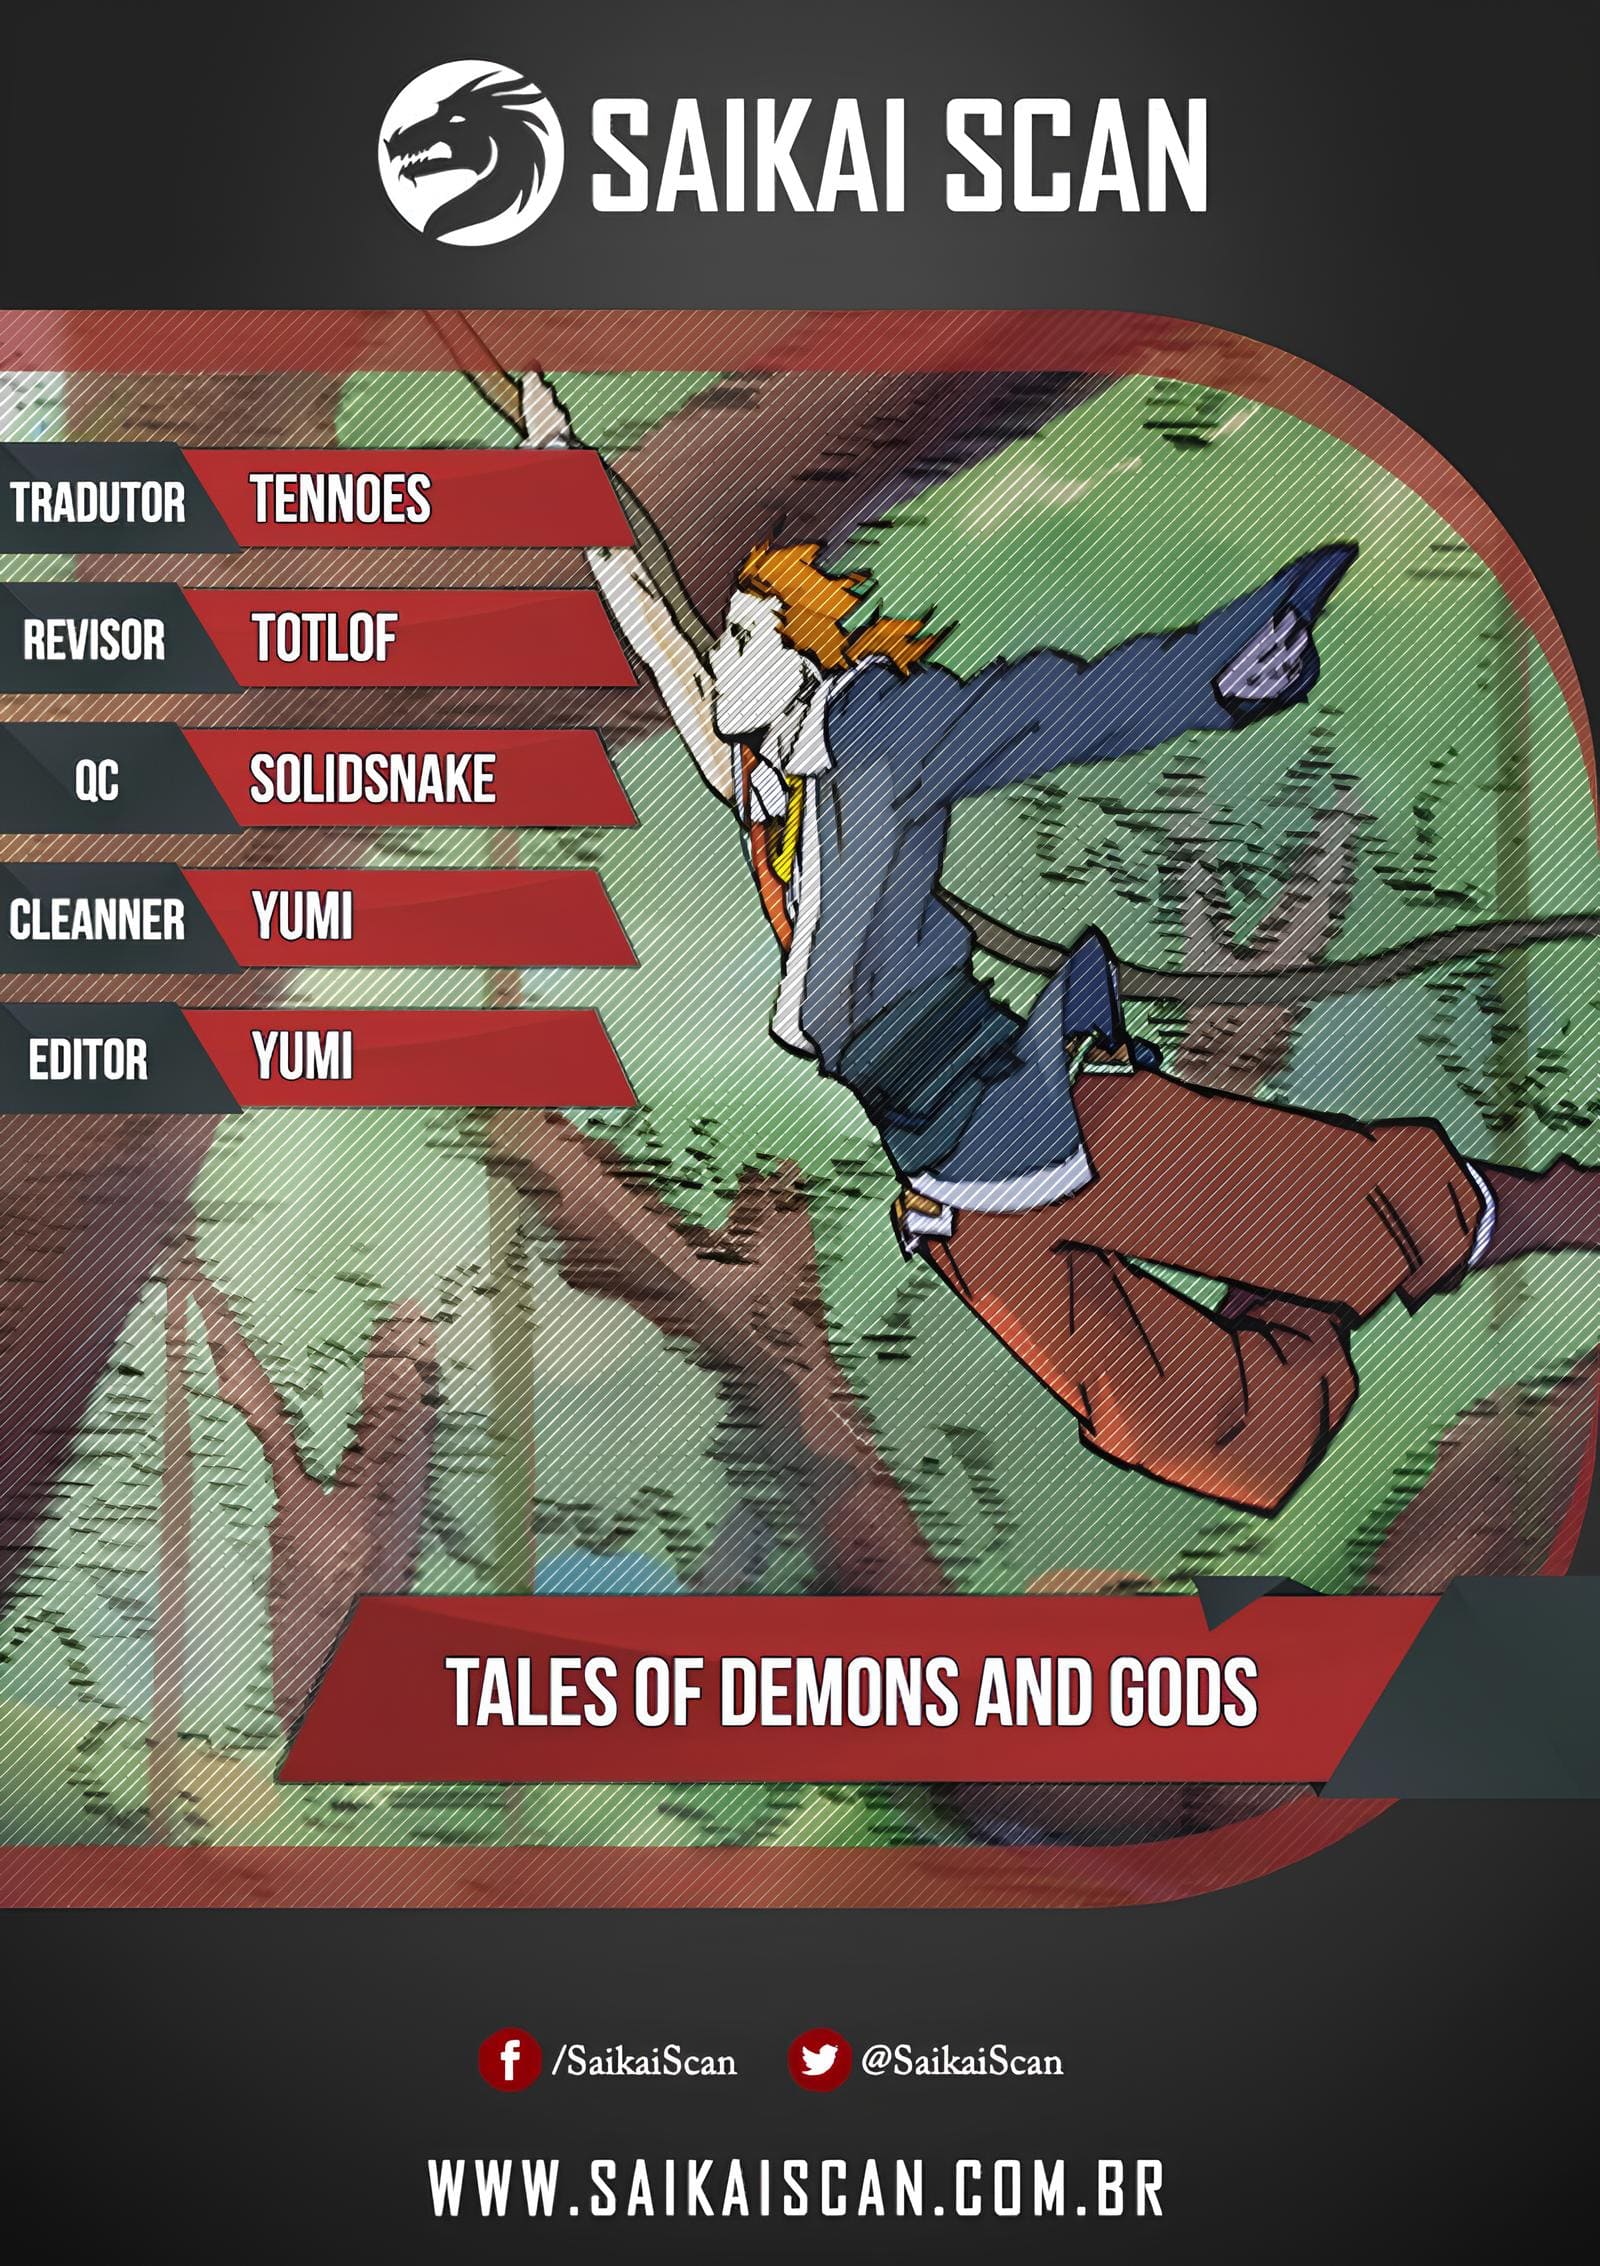 SAIKAI SCAN
TRADUTOR TENNOES
REVISOR TOTLOF
QC SOLIDSNAKE
CLEANNER YUMI
EDITOR YUMI
TALES OF DEMONS AND GODS
/SaikaiScan @SaikaiScan
WWW.SAIKAISCAN.COM.BR